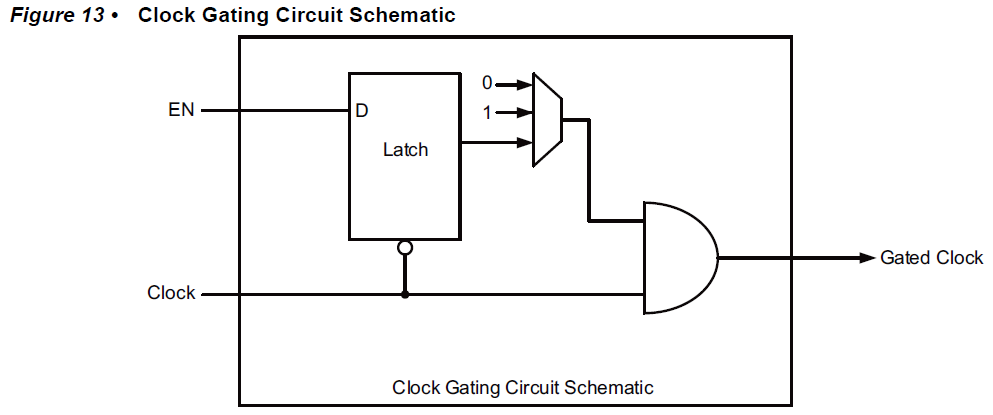 Figure 13 • Clock Gating Circuit Schematic
0
EN
D
1
Latch
Gated Clock
Clock
Clock Gating Circuit Schematic